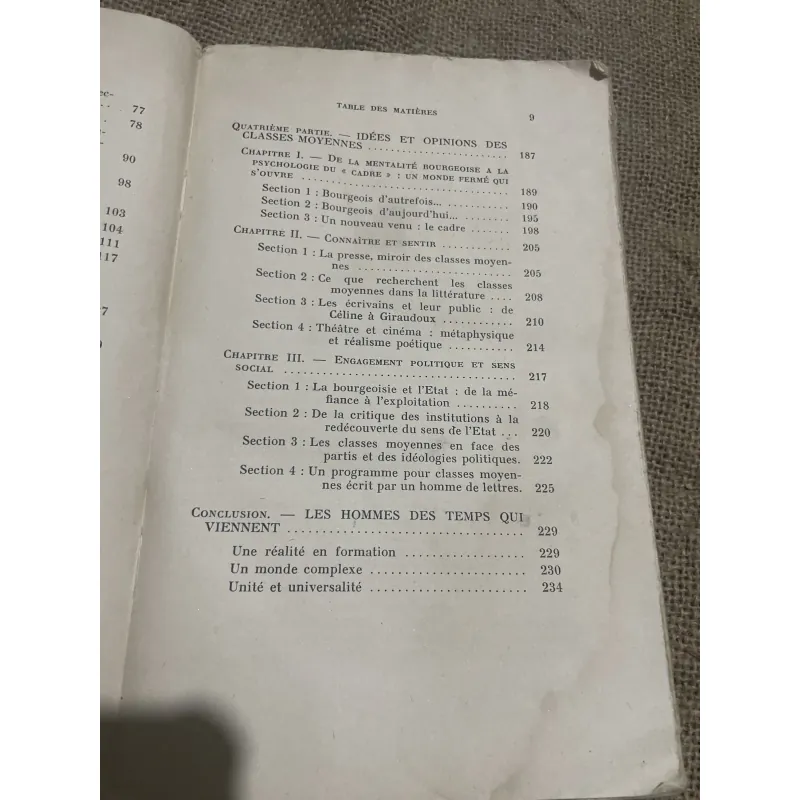 ec-
77
78
90
98
103
104
111
117
7
TABLE DES MATIÈRES 9
QUATRIÈME PARTIE. — IDÉES ET OPINIONS DES
CLASSES MOYENNES ........................ 187
CHAPITRE I. — DE LA MENTALITÉ BOURGEOISE A LA
PSYCHOLOGIE DU « CADRE » : UN MONDE FERMÉ QUI
S'OUVRE .................................. 189
Section 1 : Bourgeois d'autrefois... .......... 190
Section 2 : Bourgeois d'aujourd'hui... ........ 195
Section 3 : Un nouveau venu : le cadre ....... 198
CHAPITRE II. — CONNAÎTRE ET SENTIR ............ 205
Section 1 : La presse, miroir des classes moyen-
nes .......................... 205
Section 2 : Ce que recherchent les classes
moyennes dans la littérature .... 208
Section 3 : Les écrivains et leur public : de
Céline à Giraudoux ............ 210
Section 4 : Théâtre et cinéma : métaphysique
et réalisme poétique ........... 214
CHAPITRE III. — ENGAGEMENT POLITIQUE ET SENS
SOCIAL .................................... 217
Section 1 : La bourgeoisie et l'Etat : de la mé-
fiance à l'exploitation .......... 218
Section 2 : De la critique des institutions à la
redécouverte du sens de l'Etat ... 220
Section 3 : Les classes moyennes en face des
partis et des idéologies politiques. 222
Section 4 : Un programme pour classes moyen-
nes écrit par un homme de lettres. 225
CONCLUSION. — LES HOMMES DES TEMPS QUI
VIENNENT .................................. 229
Une réalité en formation .................. 229
Un monde complexe ....................... 230
Unité et universalité ....................... 234